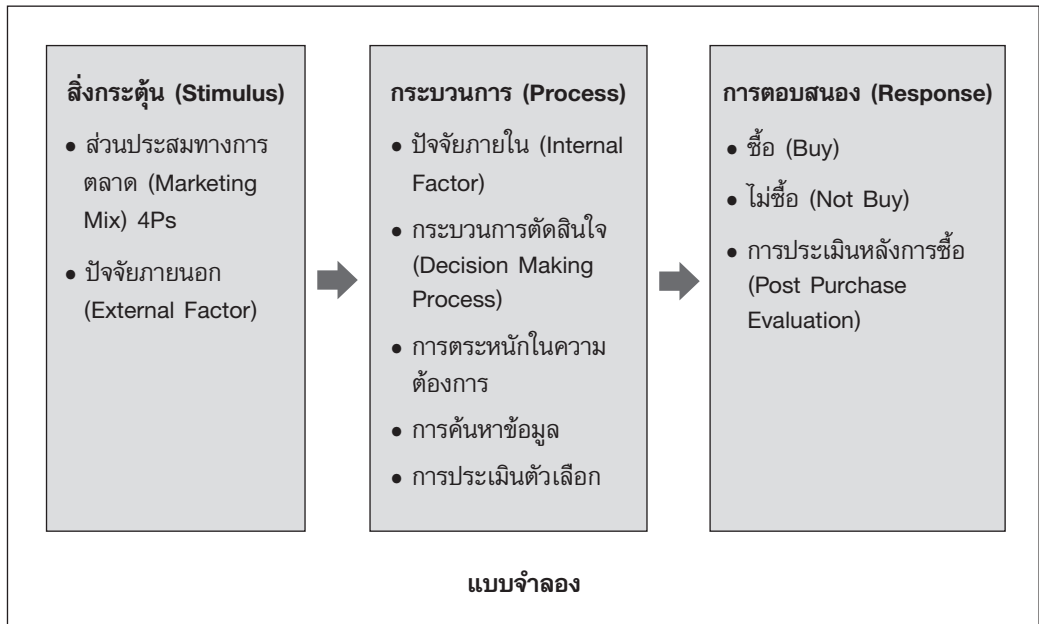 สิ่งกระตุ้น (Stimulus)
• ส่วนประสมทางการ
ตลาด (Marketing
Mix) 4Ps
• ปัจจัยภายนอก
(External Factor)
กระบวนการ (Process)
• ปัจจัยภายใน (Internal
Factor)
• กระบวนการตัดสินใจ
(Decision Making
Process)
• การตระหนักในความ
ต้องการ
• การค้นหาข้อมูล
• การประเมินตัวเลือก
การตอบสนอง (Response)
• ซื้อ (Buy)
• ไม่ซื้อ (Not Buy)
• การประเมินหลังการซื้อ
(Post Purchase
Evaluation)
แบบจำลอง